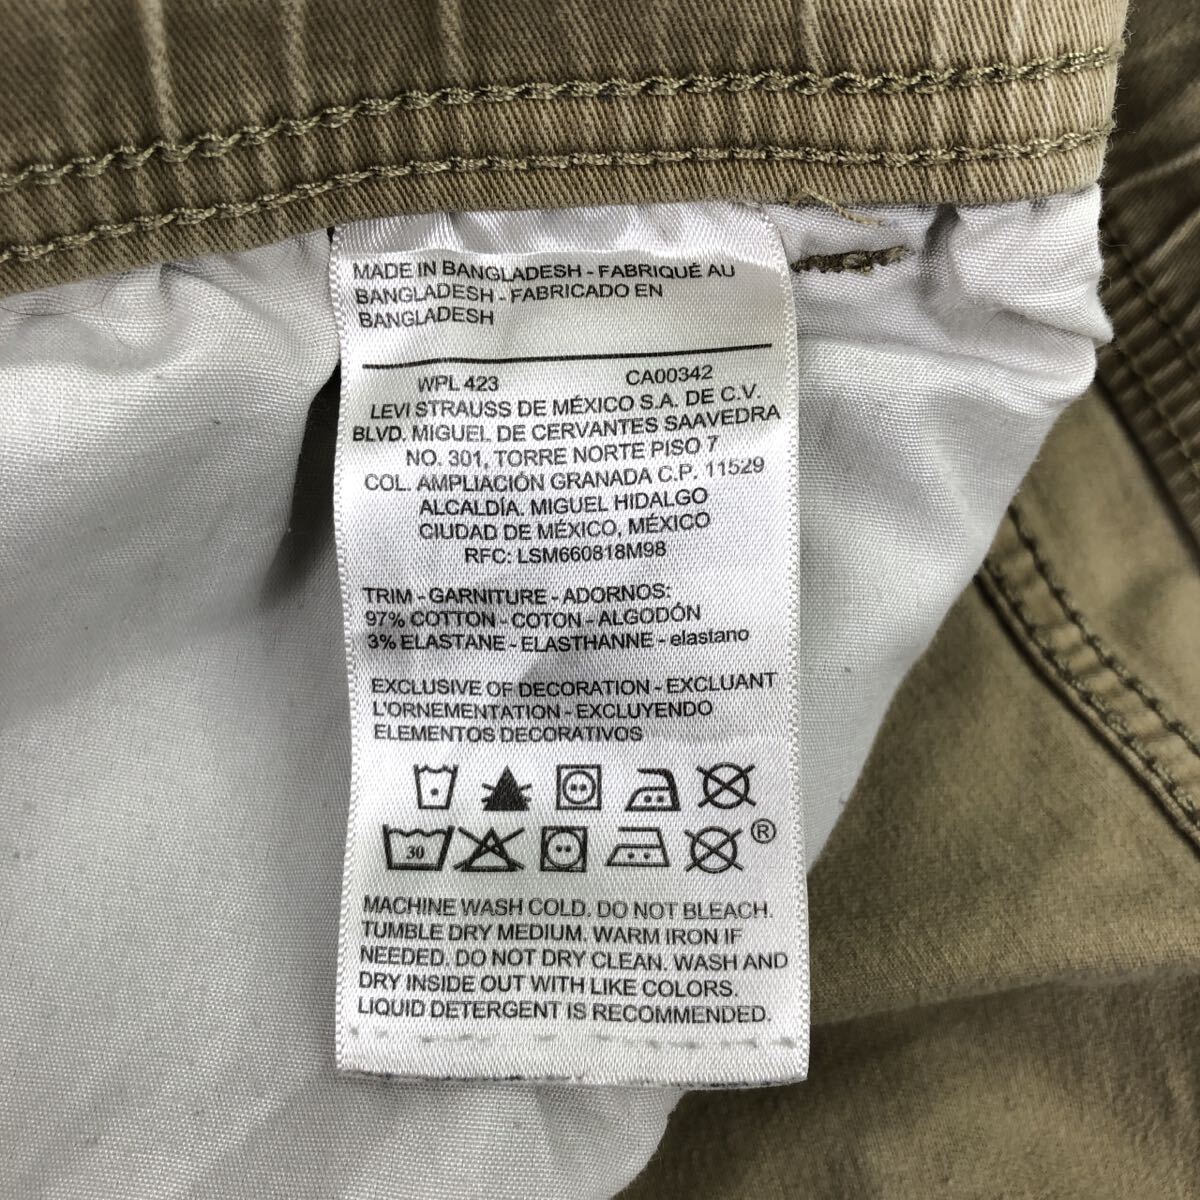 MADE IN BANGLADESH - FABRIQUÉ AU
BANGLADESH - FABRICADO EN
BANGLADESH
WPL 423 CA00342
LEVI STRAUSS DE MÉXICO S.A. DE C.V.
BLVD. MIGUEL DE CERVANTES SAAVEDRA
NO. 301, TORRE NORTE PISO 7
COL. AMPLIACIÓN GRANADA C.P. 11529
ALCALDÍA. MIGUEL HIDALGO
CIUDAD DE MÉXICO, MÉXICO
RFC: LSM660818M98
TRIM - GARNITURE - ADORNOS:
97% COTTON - COTON - ALGODÓN
3% ELASTANE - ELASTHANNE - elastano
EXCLUSIVE OF DECORATION - EXCLUANT
L'ORNEMENTATION - EXCLUYENDO
ELEMENTOS DECORATIVOS
30 ®
MACHINE WASH COLD. DO NOT BLEACH.
TUMBLE DRY MEDIUM. WARM IRON IF
NEEDED. DO NOT DRY CLEAN. WASH AND
DRY INSIDE OUT WITH LIKE COLORS.
LIQUID DETERGENT IS RECOMMENDED.